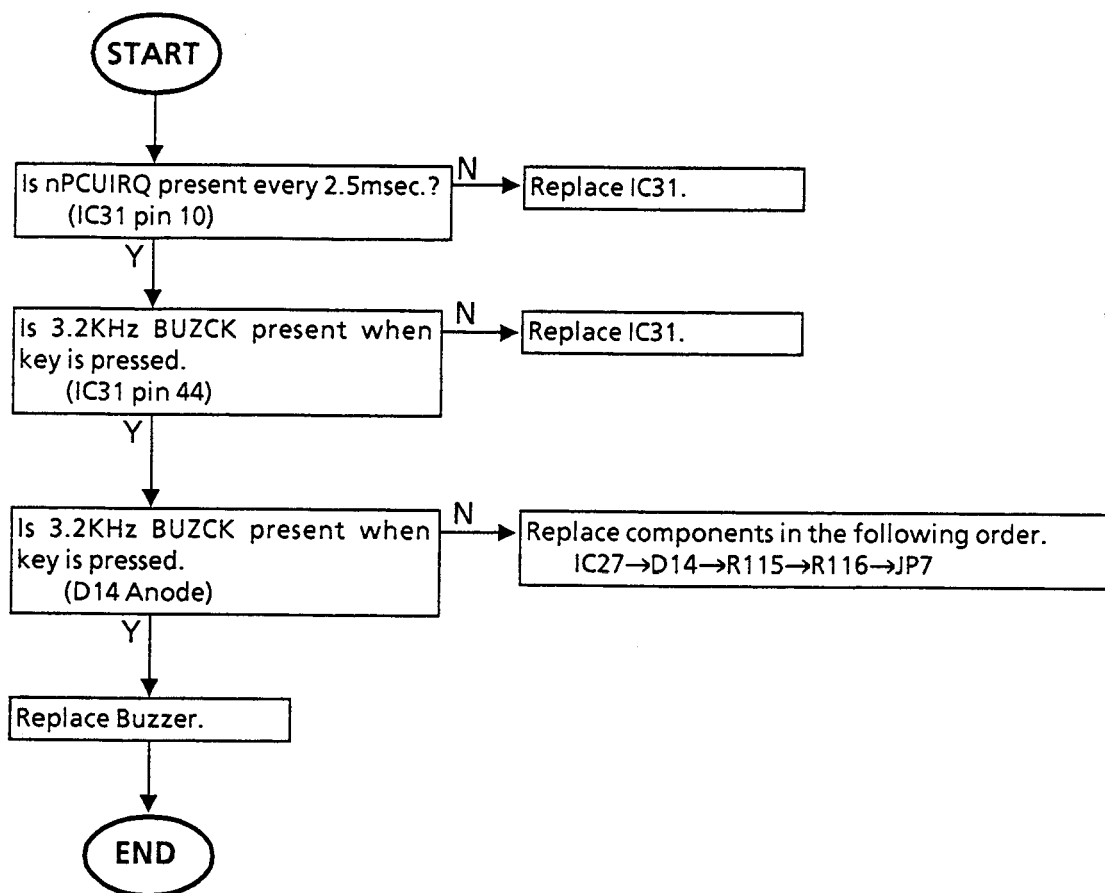 START
Is nPCUIRQ present every 2.5msec.?
(IC31 pin 10)
N
Replace IC31.
Y
Is 3.2KHz BUZCK present when
key is pressed.
(IC31 pin 44)
N
Replace IC31.
Y
Is 3.2KHz BUZCK present when
key is pressed.
(D14 Anode)
N
Replace components in the following order.
IC27→D14→R115→R116→JP7
Y
Replace Buzzer.
END